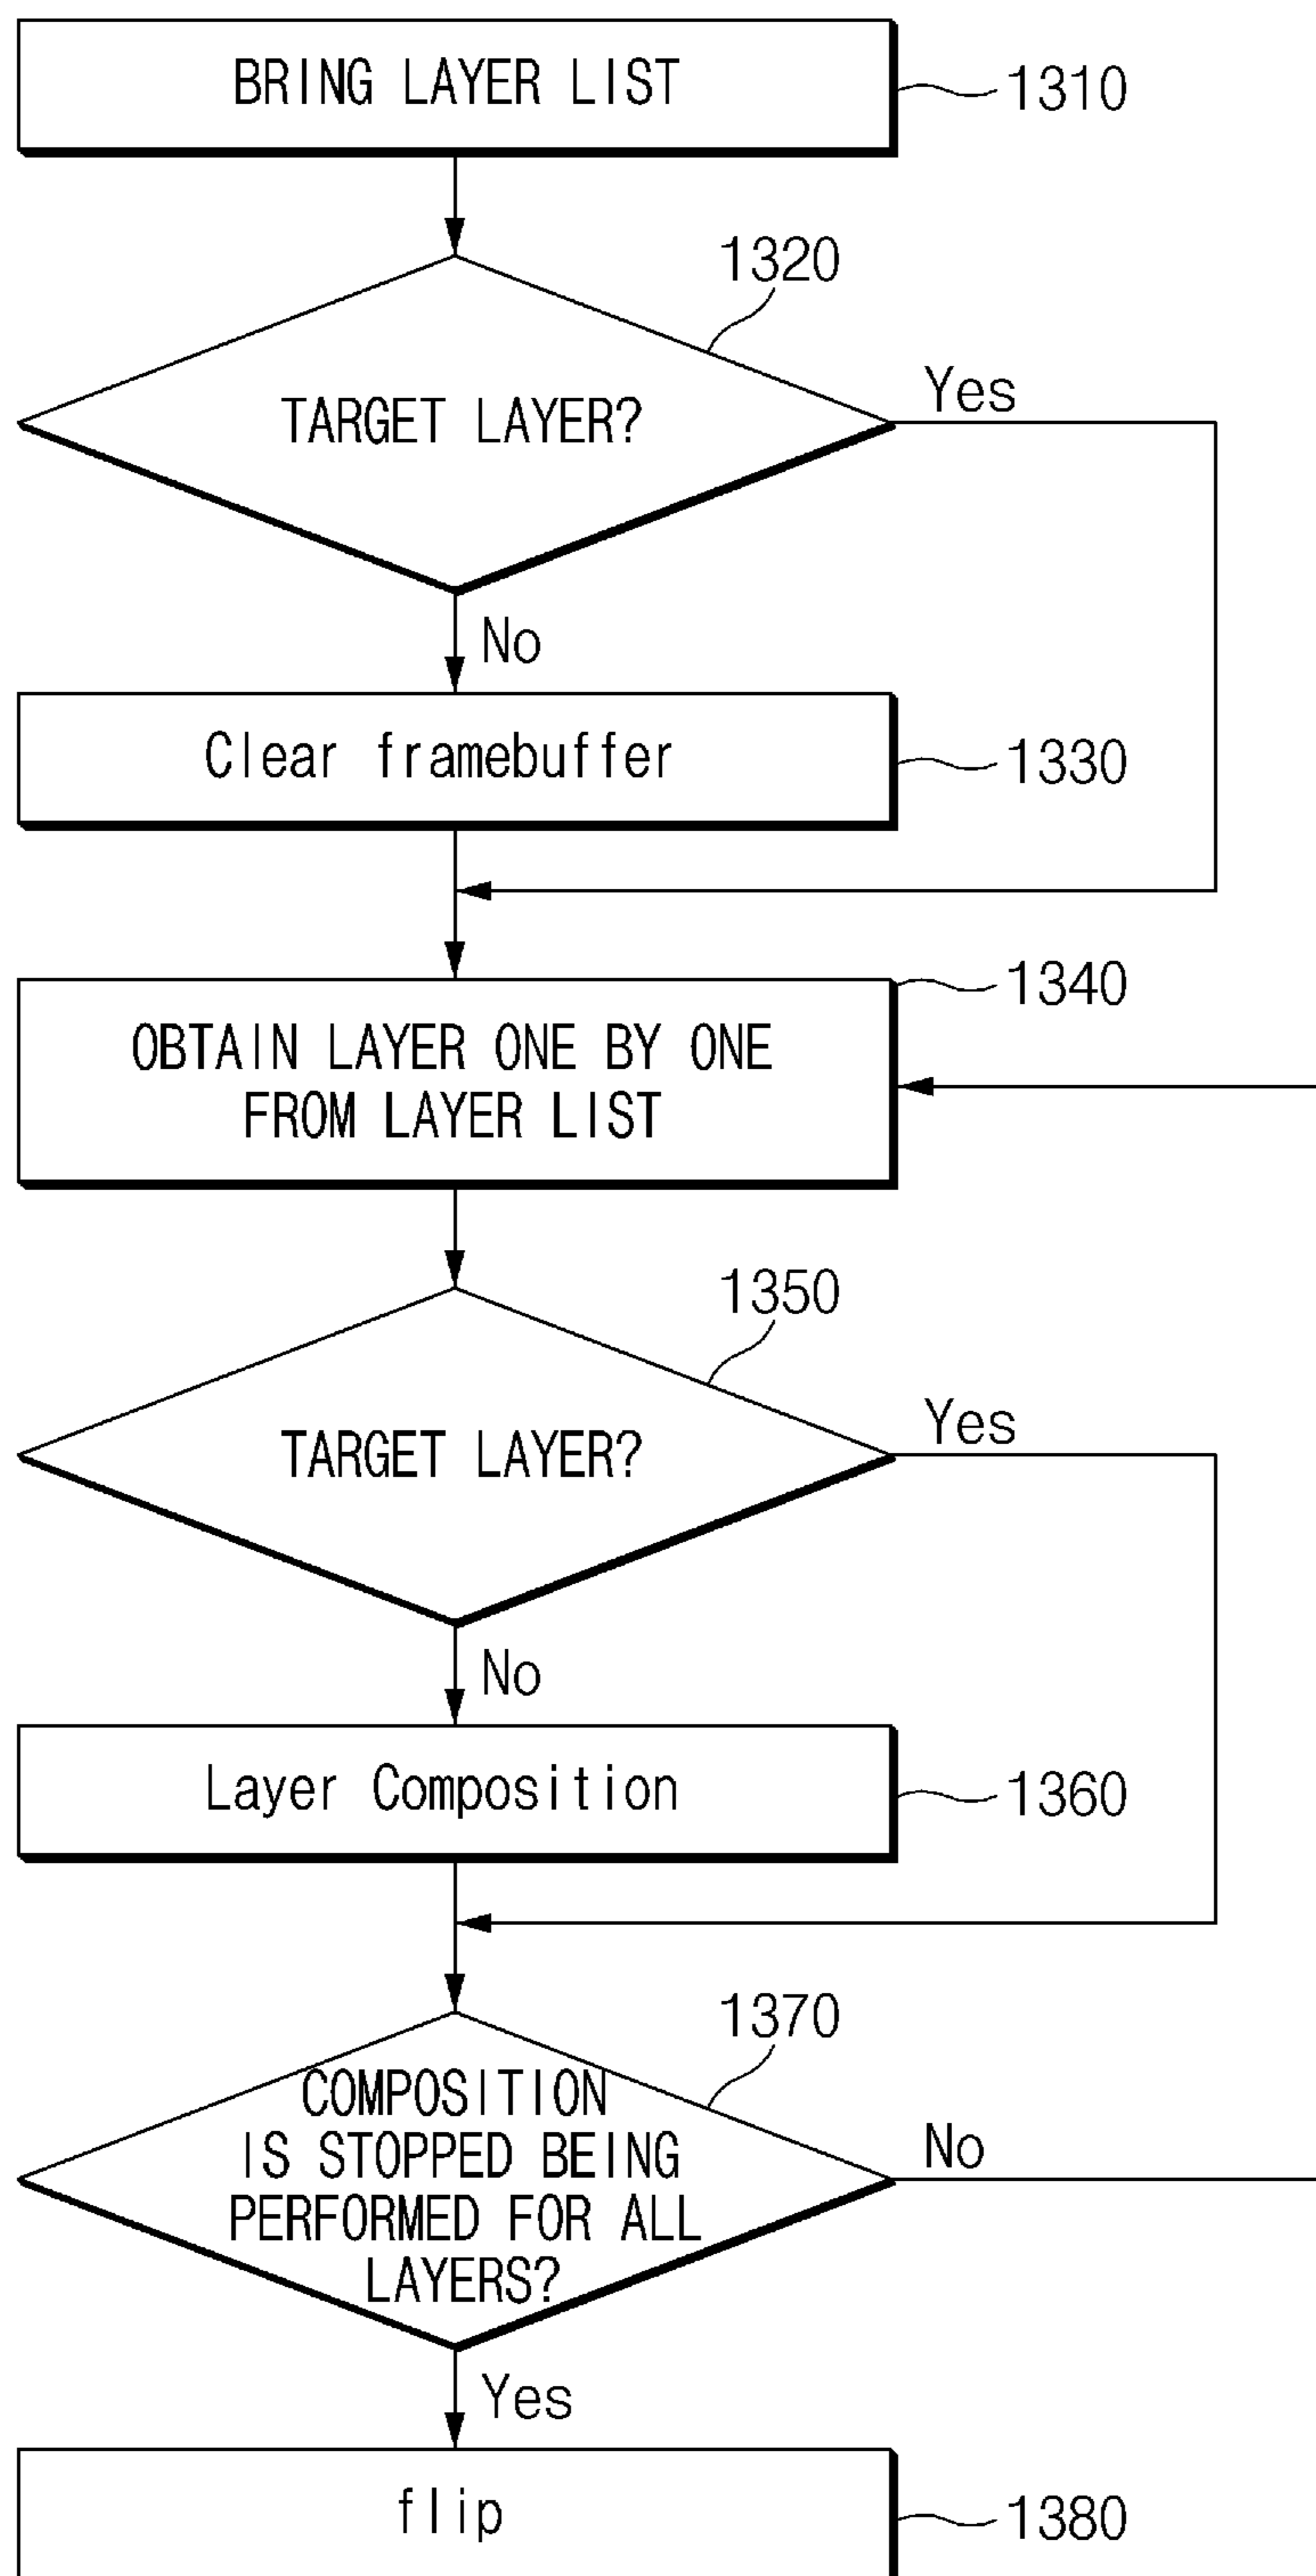 BRING LAYER LIST
1310
1320
TARGET LAYER?
Yes
No
Clear framebuffer
1330
1340
OBTAIN LAYER ONE BY ONE
FROM LAYER LIST
1350
TARGET LAYER?
Yes
No
Layer Composition
1360
1370
COMPOSITION
IS STOPPED BEING
PERFORMED FOR ALL
LAYERS?
No
Yes
flip
1380